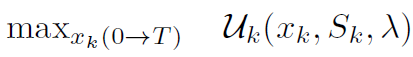 max_{x_k(0→T)} 𝒰_k(x_k, S_k, λ)